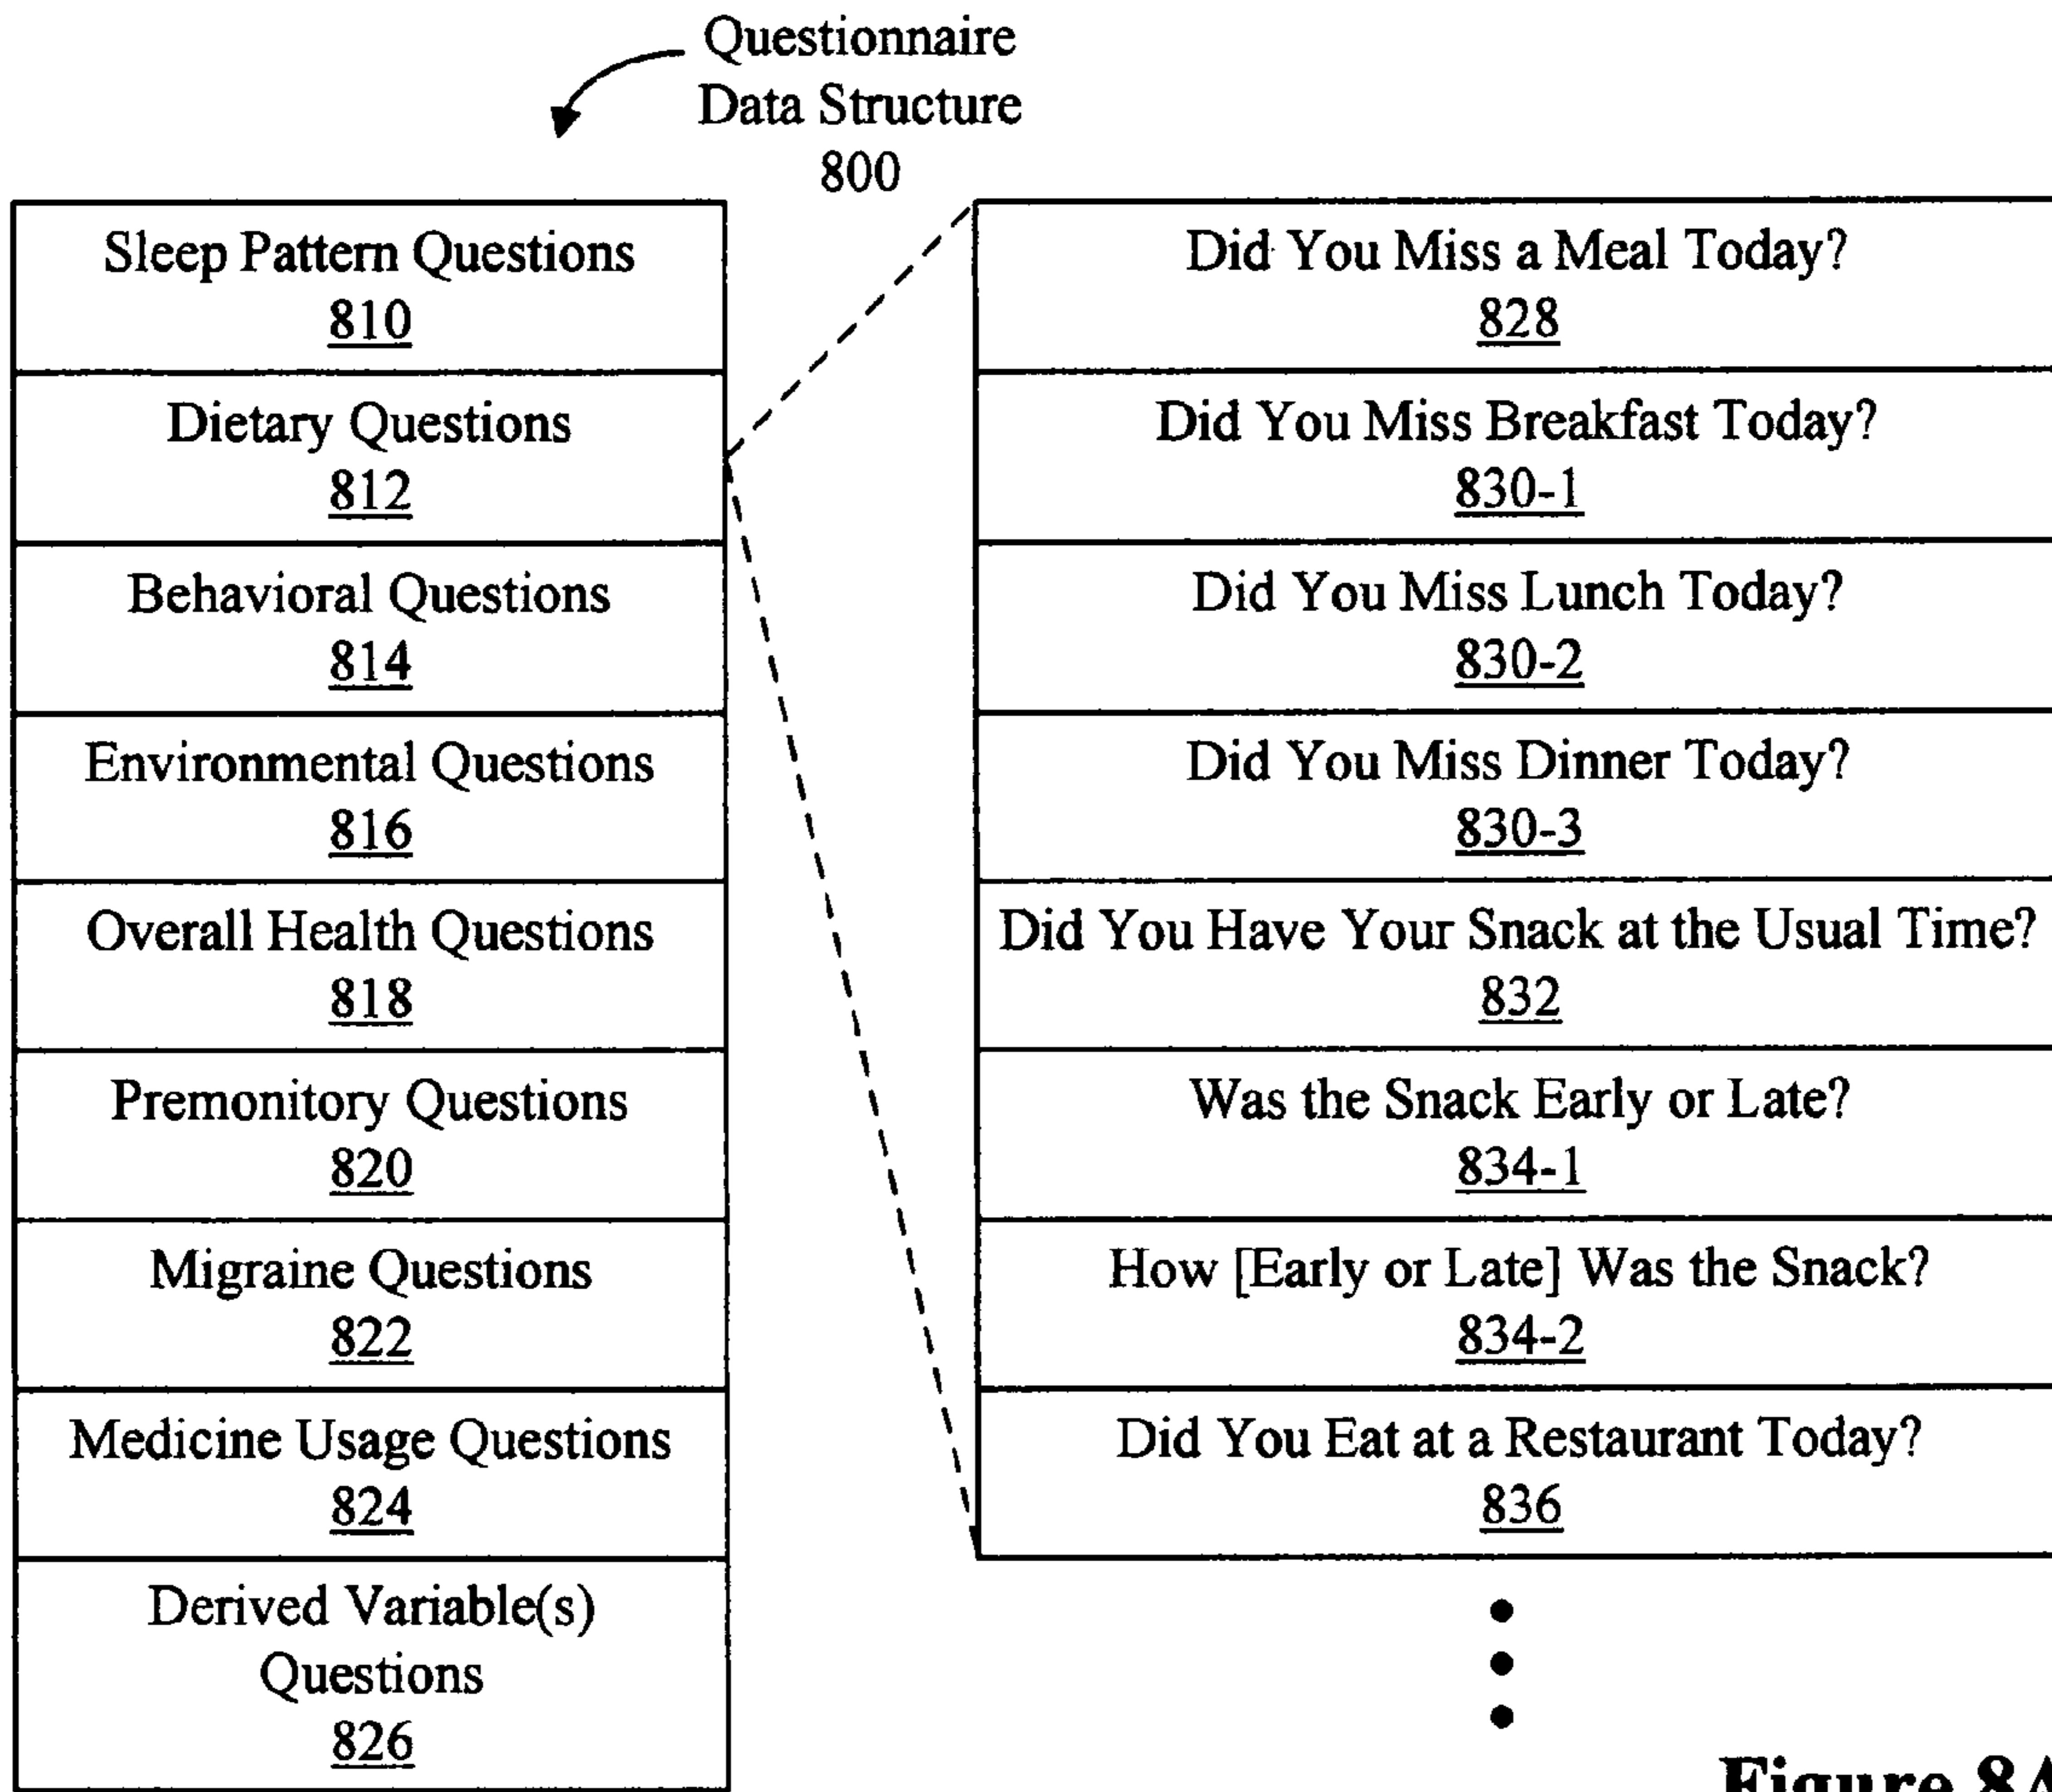 Questionnaire
Data Structure
800
Sleep Pattern Questions
810
Dietary Questions
812
Behavioral Questions
814
Environmental Questions
816
Overall Health Questions
818
Premonitory Questions
820
Migraine Questions
822
Medicine Usage Questions
824
Derived Variable(s)
Questions
826
Did You Miss a Meal Today?
828
Did You Miss Breakfast Today?
830-1
Did You Miss Lunch Today?
830-2
Did You Miss Dinner Today?
830-3
Did You Have Your Snack at the Usual Time?
832
Was the Snack Early or Late?
834-1
How [Early or Late] Was the Snack?
834-2
Did You Eat at a Restaurant Today?
836
Figure 8A